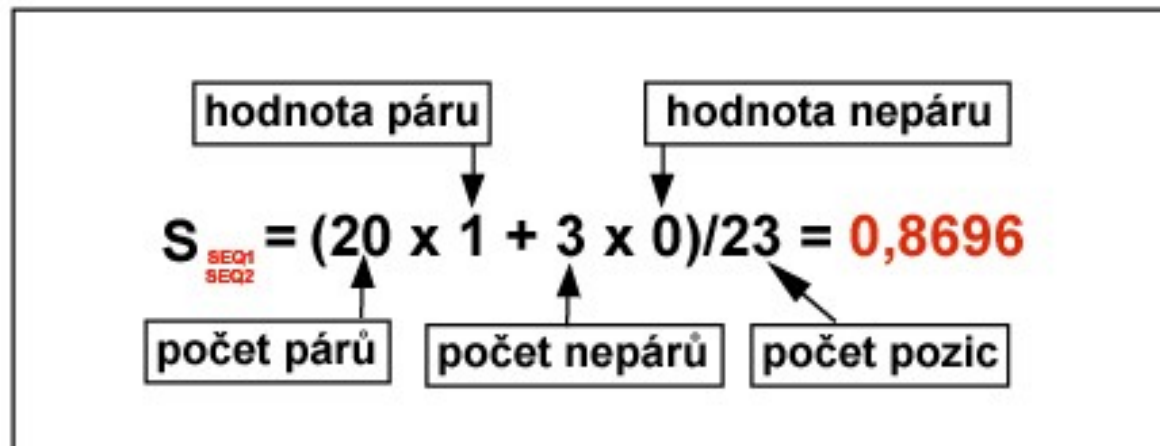 hodnota páru hodnota nepáru
S SEQ1 SEQ2 = (20 x 1 + 3 x 0)/23 = 0,8696
počet párů počet nepárů počet pozic